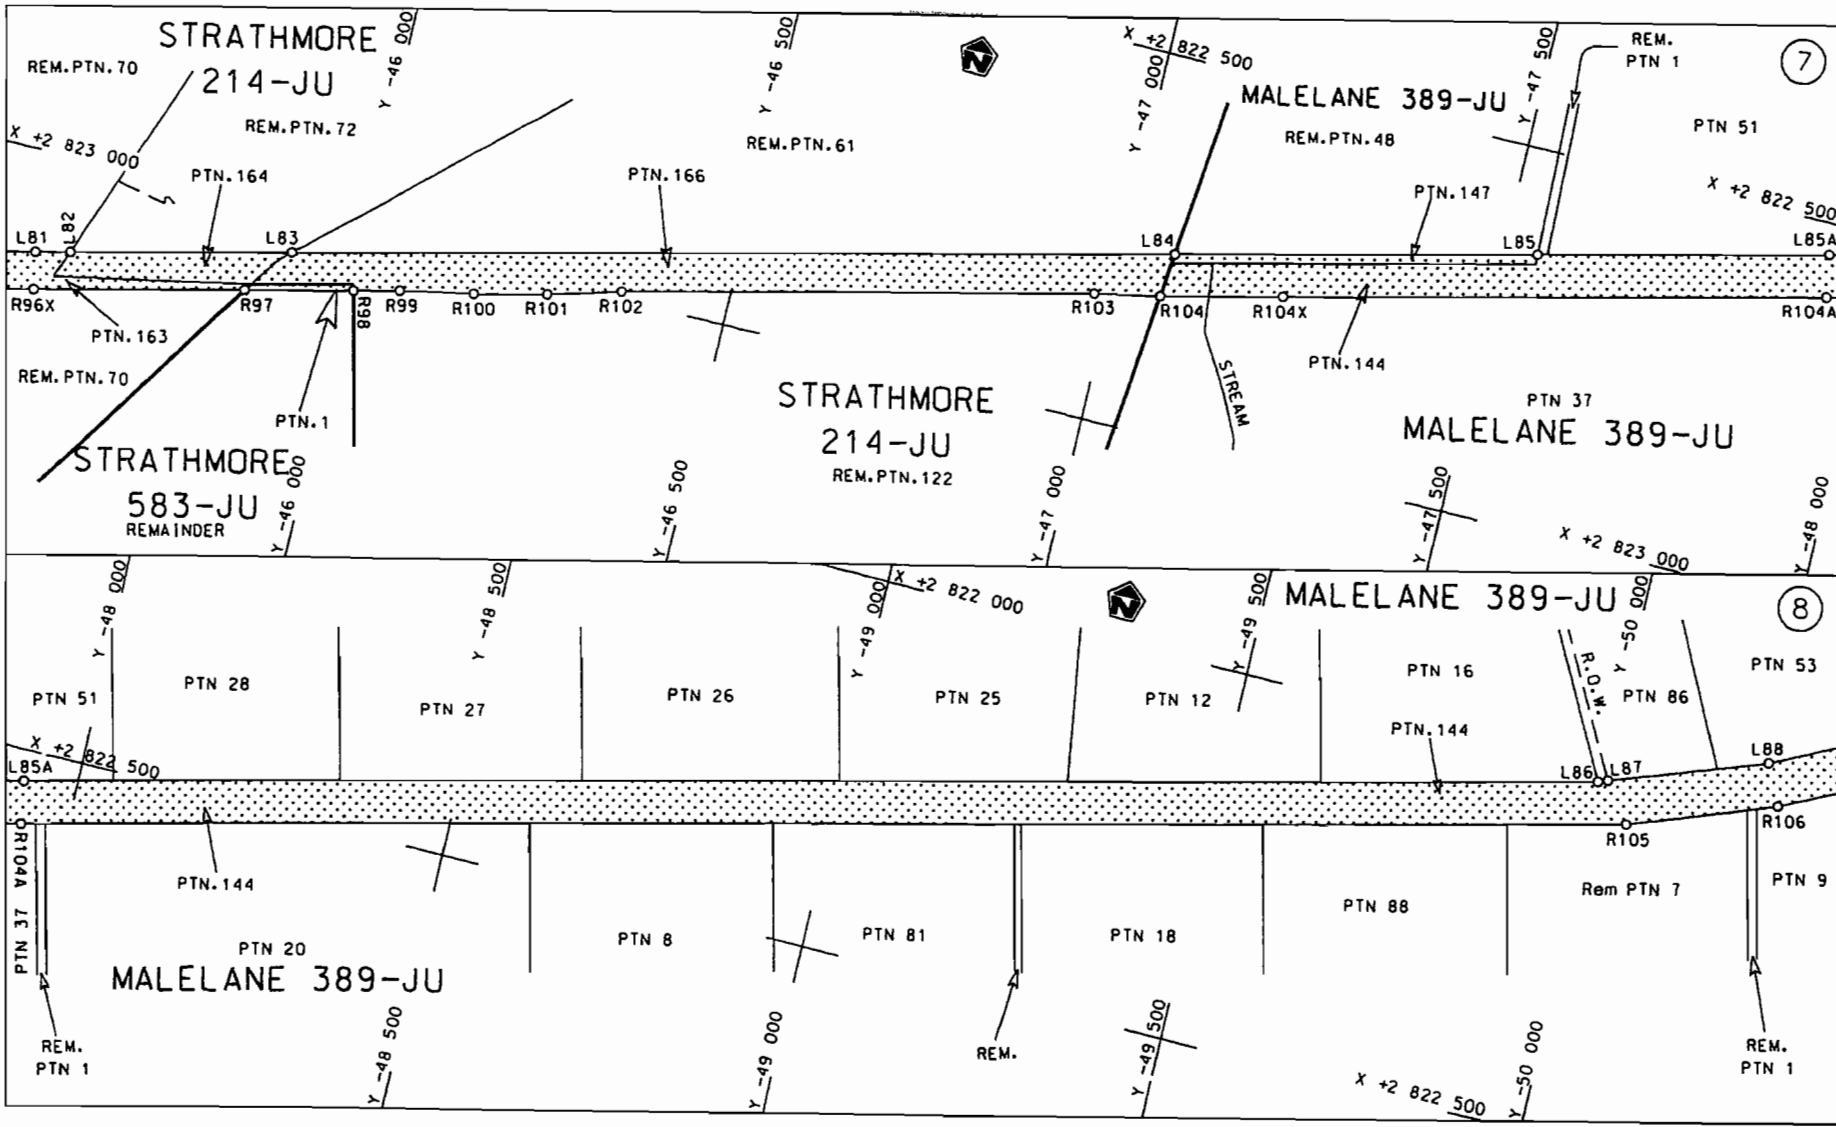 STRATHMORE
214-JU
REM.PTN.70
REM.PTN.72
X +2 823 000
Y -46 000
Y -46 500
REM.PTN.61
N
X +2 822 500
Y -47 000
MALELANE 389-JU
REM.PTN.48
Y -47 500
REM.
PTN 1
7
PTN 51
X +2 822 500
PTN.164
PTN.166
PTN.147
L81
L82
L83
L84
L85
L85A
R96X
R97
R98
R99
R100
R101
R102
R103
R104
R104X
R104A
PTN.163
REM.PTN.70
PTN.1
STREAM
PTN.144
STRATHMORE
583-JU
REMAINDER
STRATHMORE
214-JU
REM.PTN.122
PTN 37
MALELANE 389-JU
Y -46 000
Y -46 500
Y -47 000
Y -47 500
X +2 823 000
Y -48 000
Y -48 000
Y -48 500
Y -49 000
X +2 822 000
N
Y -49 500
MALELANE 389-JU
Y -50 000
8
PTN 51
PTN 28
PTN 27
PTN 26
PTN 25
PTN 12
PTN 16
R.O.W.
PTN 86
PTN 53
PTN.144
X +2 822 500
L85A
L86
L87
L88
R104A
R105
R106
PTN 37
PTN.144
PTN 20
MALELANE 389-JU
PTN 8
PTN 81
PTN 18
PTN 88
Rem PTN 7
PTN 9
REM.
PTN 1
REM.
REM.
PTN 1
Y -48 500
Y -49 000
Y -49 500
X +2 822 500
Y -50 000